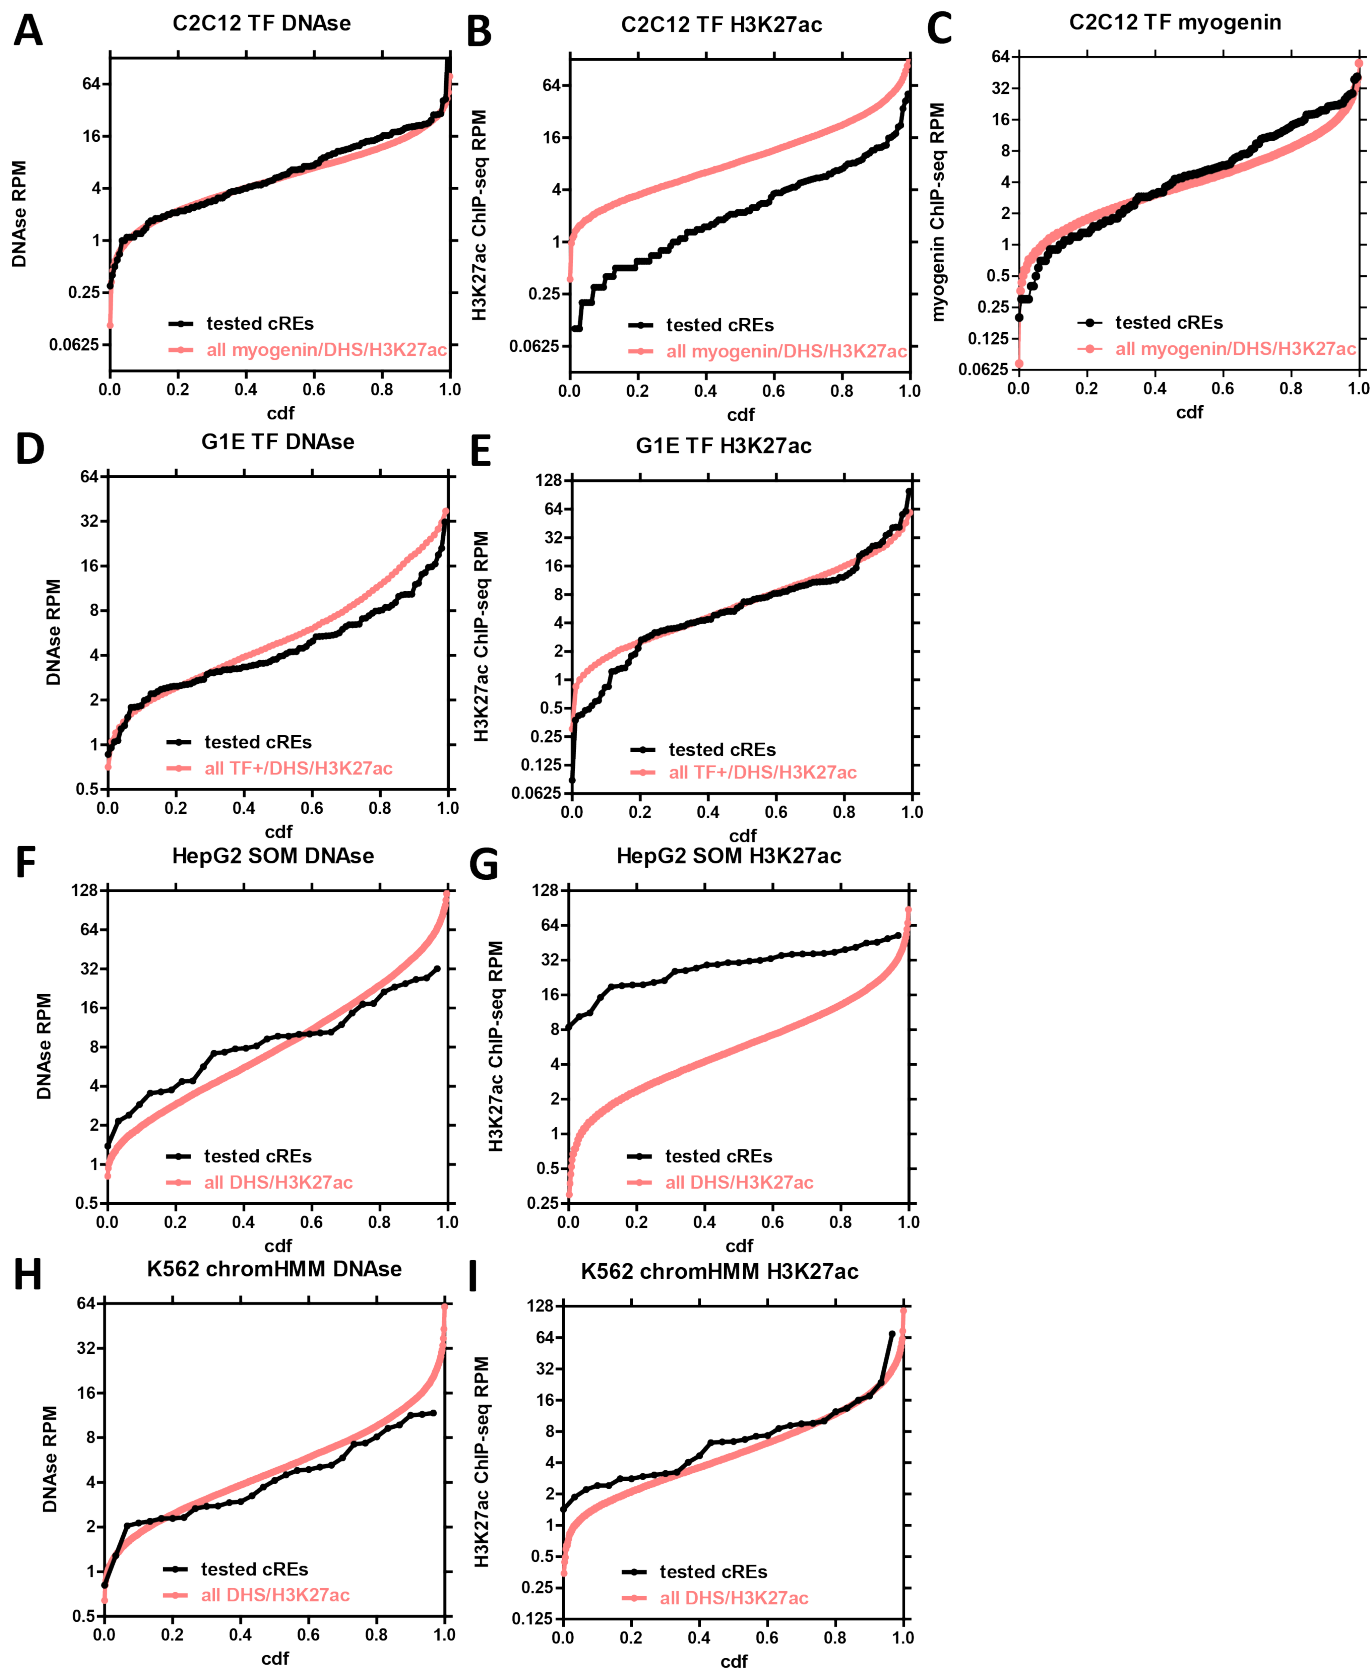 A
C2C12 TF DNAse
DNAse RPM
64
16
4
1
0.25
0.0625
tested cREs
all myogenin/DHS/H3K27ac
0.0 0.2 0.4 0.6 0.8 1.0
cdf
B
C2C12 TF H3K27ac
H3K27ac ChIP-seq RPM
64
16
4
1
0.25
0.0625
tested cREs
all myogenin/DHS/H3K27ac
0.0 0.2 0.4 0.6 0.8 1.0
cdf
C
C2C12 TF myogenin
myogenin ChIP-seq RPM
64
32
16
8
4
2
1
0.5
0.25
0.125
0.0625
tested cREs
all myogenin/DHS/H3K27ac
0.0 0.2 0.4 0.6 0.8 1.0
cdf
D
G1E TF DNAse
DNAse RPM
64
32
16
8
4
2
1
0.5
tested cREs
all TF+/DHS/H3K27ac
0.0 0.2 0.4 0.6 0.8 1.0
cdf
E
G1E TF H3K27ac
H3K27ac ChIP-seq RPM
128
64
32
16
8
4
2
1
0.5
0.25
0.125
0.0625
tested cREs
all TF+/DHS/H3K27ac
0.0 0.2 0.4 0.6 0.8 1.0
cdf
F
HepG2 SOM DNAse
DNAse RPM
128
64
32
16
8
4
2
1
0.5
tested cREs
all DHS/H3K27ac
0.0 0.2 0.4 0.6 0.8 1.0
cdf
G
HepG2 SOM H3K27ac
H3K27ac ChIP-seq RPM
128
64
32
16
8
4
2
1
0.5
0.25
tested cREs
all DHS/H3K27ac
0.0 0.2 0.4 0.6 0.8 1.0
cdf
H
K562 chromHMM DNAse
DNAse RPM
64
32
16
8
4
2
1
0.5
tested cREs
all DHS/H3K27ac
0.0 0.2 0.4 0.6 0.8 1.0
cdf
I
K562 chromHMM H3K27ac
H3K27ac ChIP-seq RPM
128
64
32
16
8
4
2
1
0.5
0.25
0.125
tested cREs
all DHS/H3K27ac
0.0 0.2 0.4 0.6 0.8 1.0
cdf